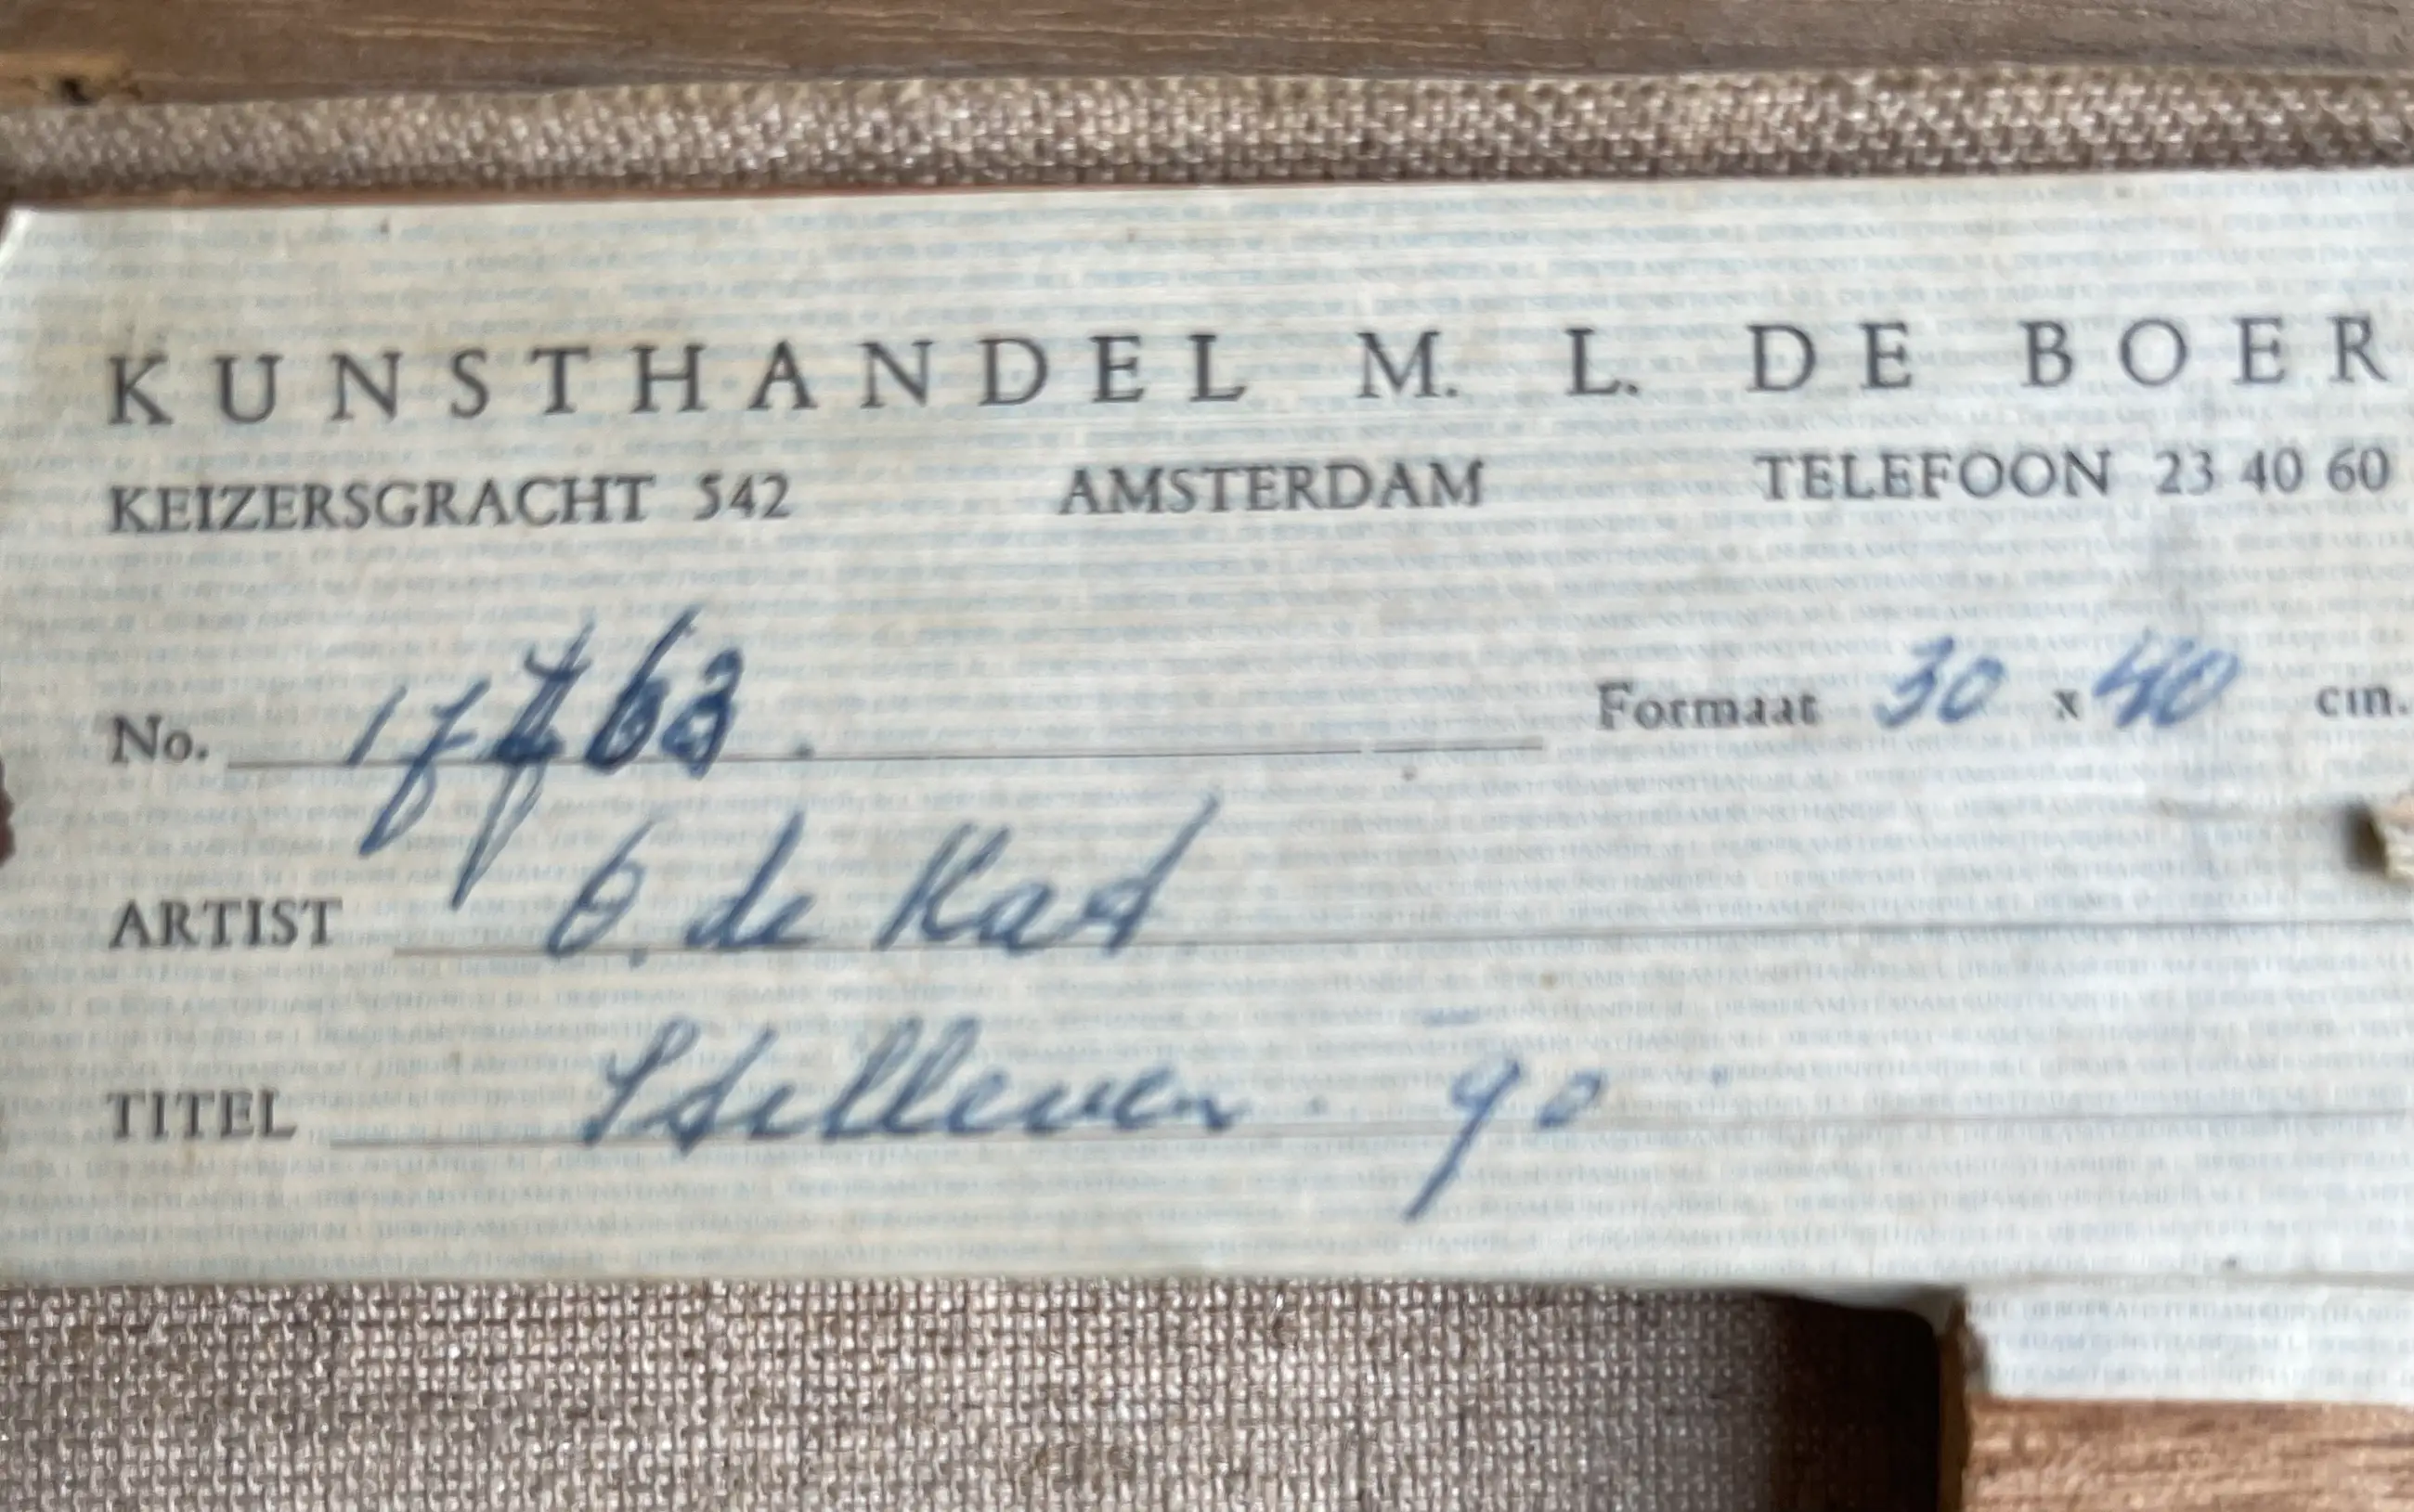 KUNSTHANDEL M. L. DE BOER
KEIZERSGRACHT 542 AMSTERDAM TELEFOON 23 40 60
No. Formaat 30 x 40 cm.
ARTIST O. de Kat
TITEL Stilleven.